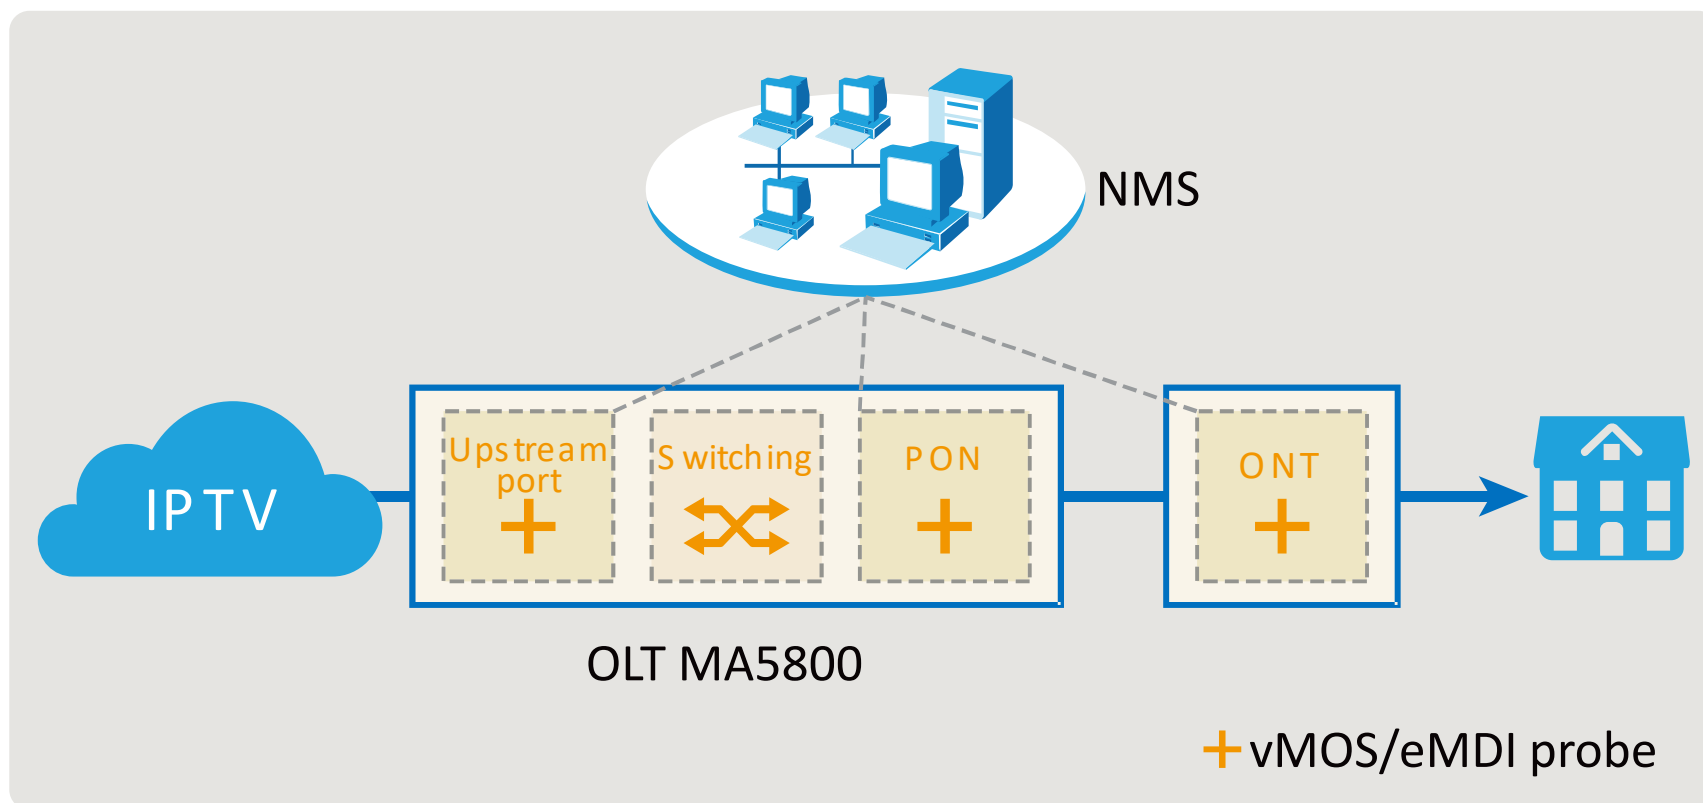 NMS
IPTV
Upstream
port
Switching
PON
ONT
OLT MA5800
vMOS/eMDI probe